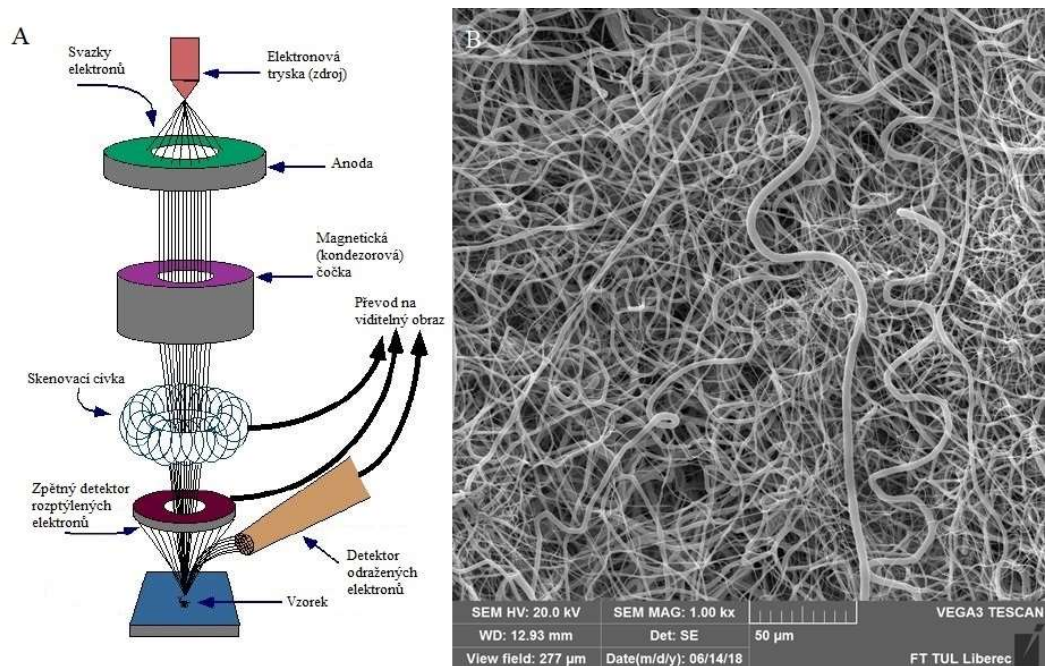 A
Svazky
elektronů
Elektronová
tryska (zdroj)
Anoda
Magnetická
(kondezorová)
čočka
Převod na
viditelný obraz
Skenovací cívka
Zpětný detektor
rozptýlených
elektronů
Detektor
odražených
elektronů
Vzorek
B
SEM HV: 20.0 kV SEM MAG: 1.00 kx VEGA3 TESCAN
WD: 12.93 mm Det: SE 50 µm
View field: 277 µm Date(m/d/y): 06/14/18 FT TUL Liberec